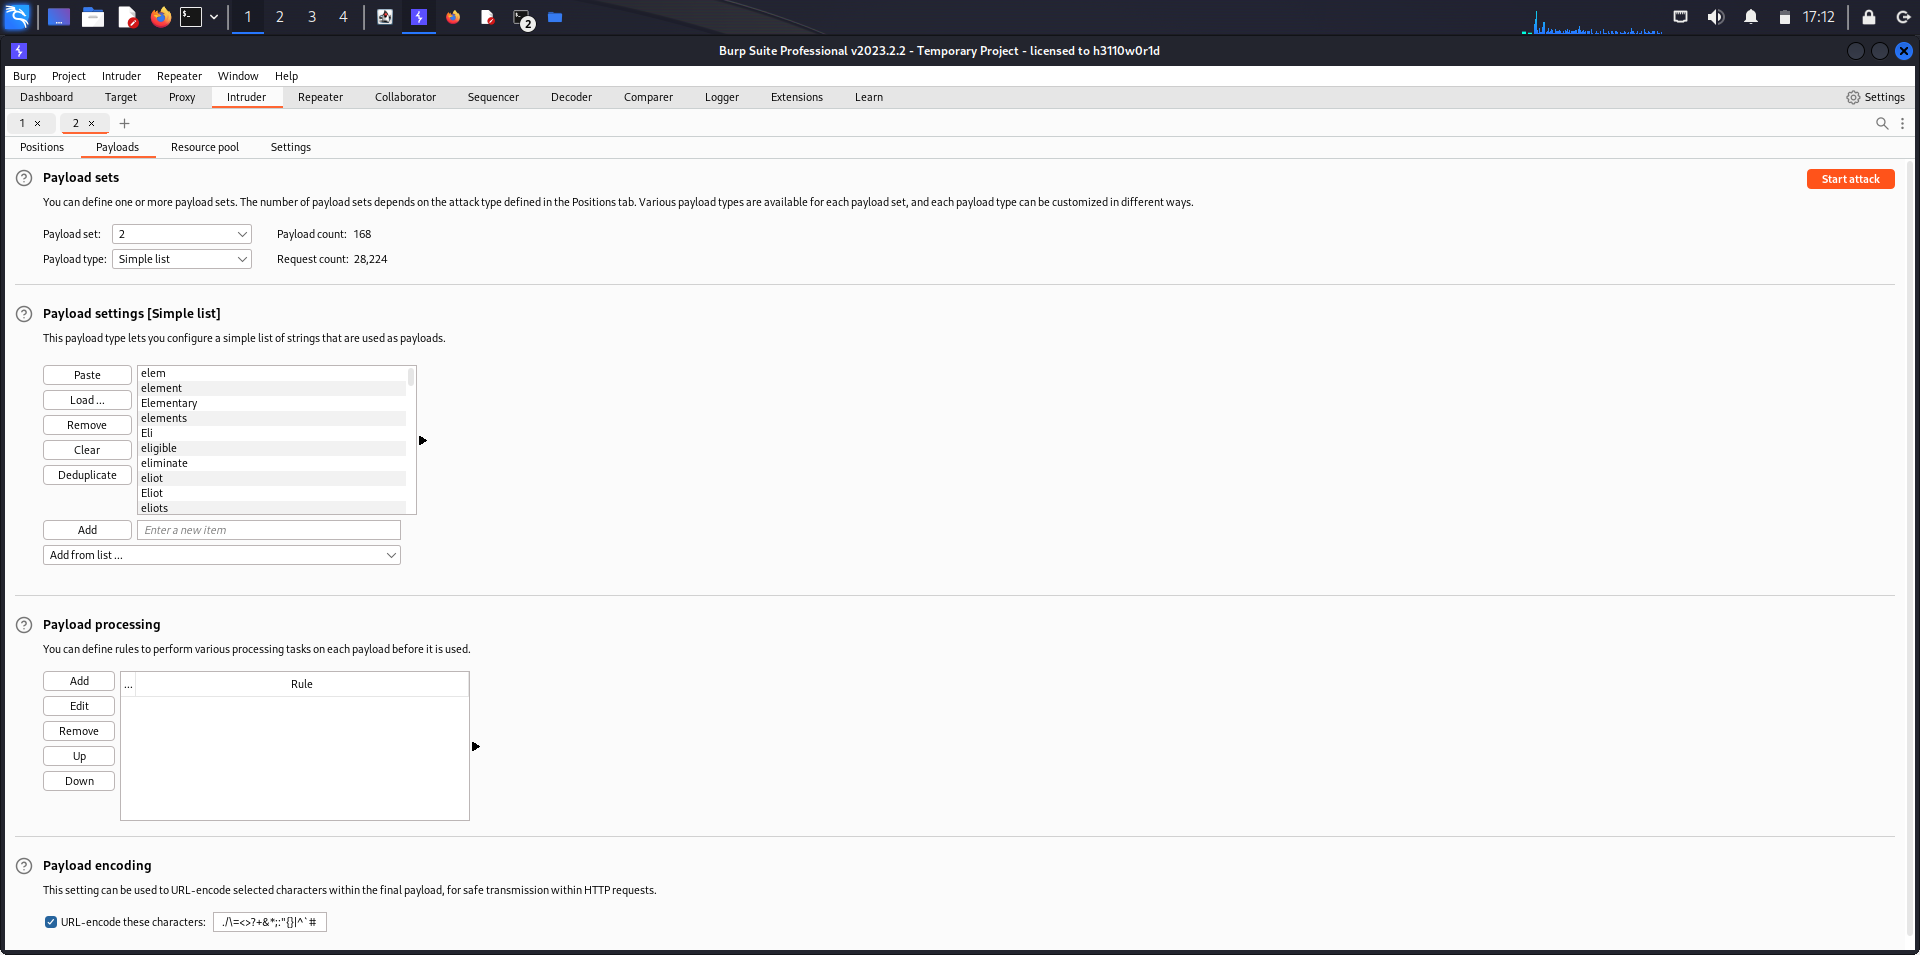 1 2 3 4 2 17:12
Burp Suite Professional v2023.2.2 - Temporary Project - licensed to h3110w0r1d
Burp Project Intruder Repeater Window Help
Dashboard Target Proxy Intruder Repeater Collaborator Sequencer Decoder Comparer Logger Extensions Learn Settings
1 × 2 × +
Positions Payloads Resource pool Settings
? Payload sets Start attack
You can define one or more payload sets. The number of payload sets depends on the attack type defined in the Positions tab. Various payload types are available for each payload set, and each payload type can be customized in different ways.
Payload set: 2 Payload count: 168
Payload type: Simple list Request count: 28,224
? Payload settings [Simple list]
This payload type lets you configure a simple list of strings that are used as payloads.
Paste
Load ...
Remove
Clear
Deduplicate
elem
element
Elementary
elements
Eli
eligible
eliminate
eliot
Eliot
eliots
Add Enter a new item
Add from list ...
? Payload processing
You can define rules to perform various processing tasks on each payload before it is used.
Add
Edit
Remove
Up
Down
... Rule
? Payload encoding
This setting can be used to URL-encode selected characters within the final payload, for safe transmission within HTTP requests.
URL-encode these characters: ./\=<>?+&*;:"{}|^`#